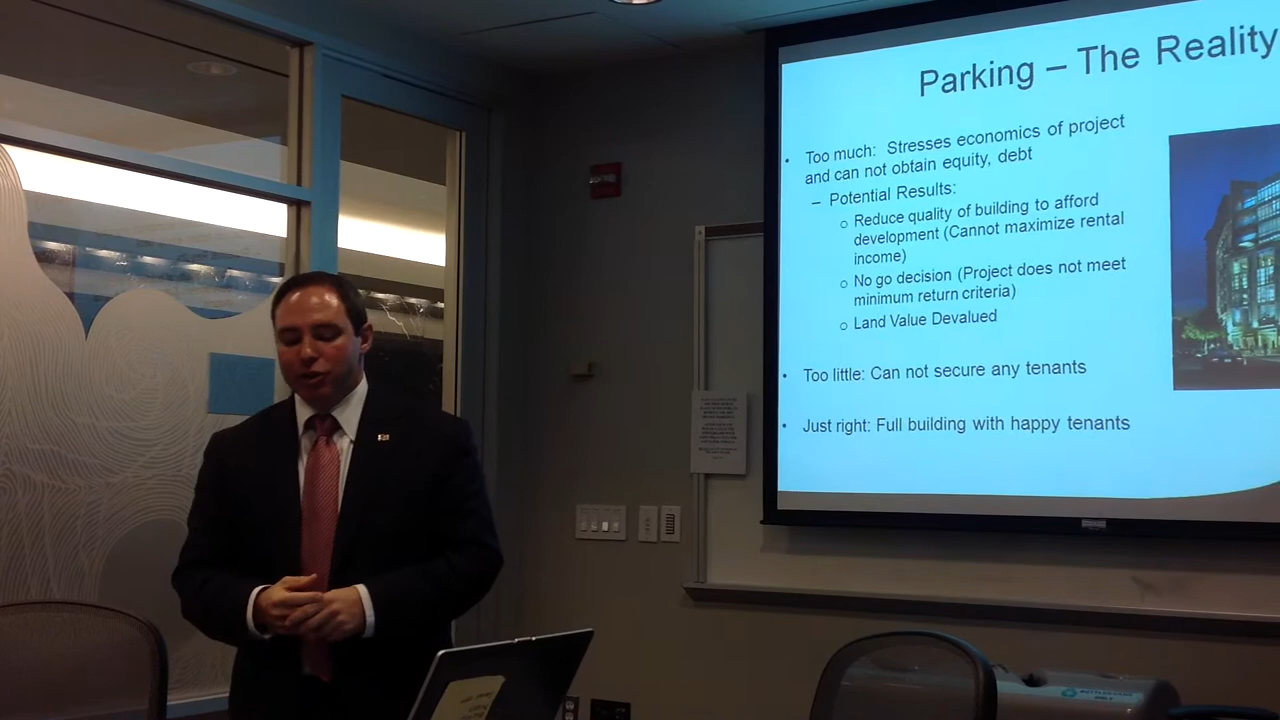 Parking – The Reality
• Too much: Stresses economics of project
and can not obtain equity, debt
– Potential Results:
o Reduce quality of building to afford
development (Cannot maximize rental
income)
o No go decision (Project does not meet
minimum return criteria)
o Land Value Devalued
• Too little: Can not secure any tenants
• Just right: Full building with happy tenants